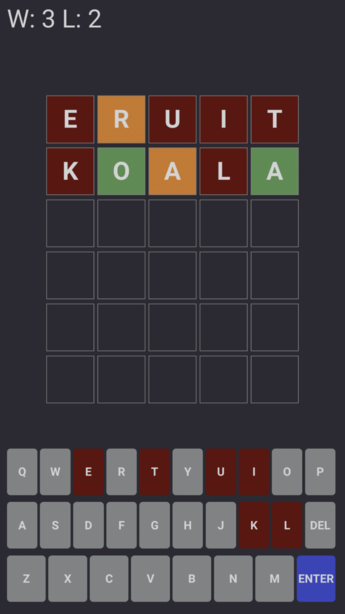 W: 3 L: 2
E R U I T
K O A L A
Q W E R T Y U I O P
A S D F G H J K L DEL
Z X C V B N M ENTER